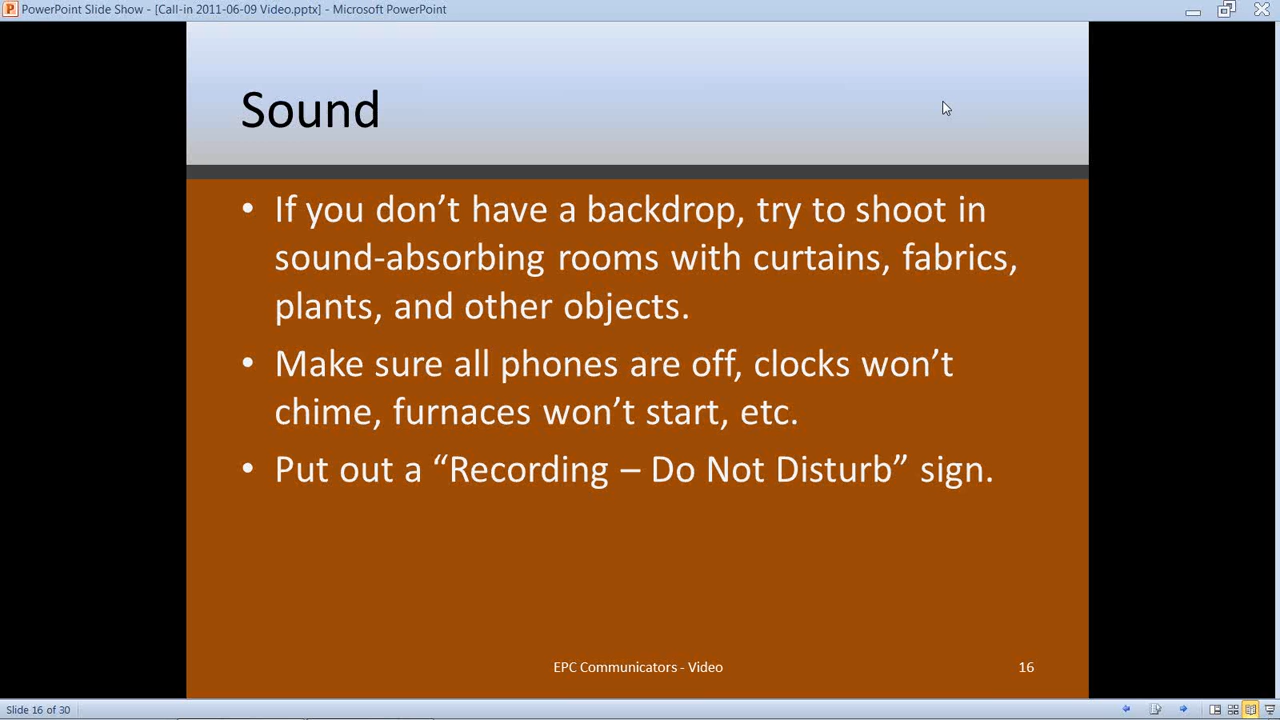 PowerPoint Slide Show - [Call-in 2011-06-09 Video.pptx] - Microsoft PowerPoint
Sound
• If you don’t have a backdrop, try to shoot in
sound-absorbing rooms with curtains, fabrics,
plants, and other objects.
• Make sure all phones are off, clocks won’t
chime, furnaces won’t start, etc.
• Put out a “Recording – Do Not Disturb” sign.
EPC Communicators - Video 16
Slide 16 of 30